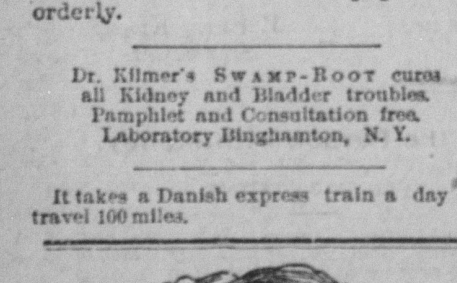 orderly.
Dr. Kilmer's SWAMP-ROOT cures
all Kidney and Bladder troubles.
Pamphlet and Consultation free.
Laboratory Binghamton, N. Y.
It takes a Danish express train a day
travel 100 miles.